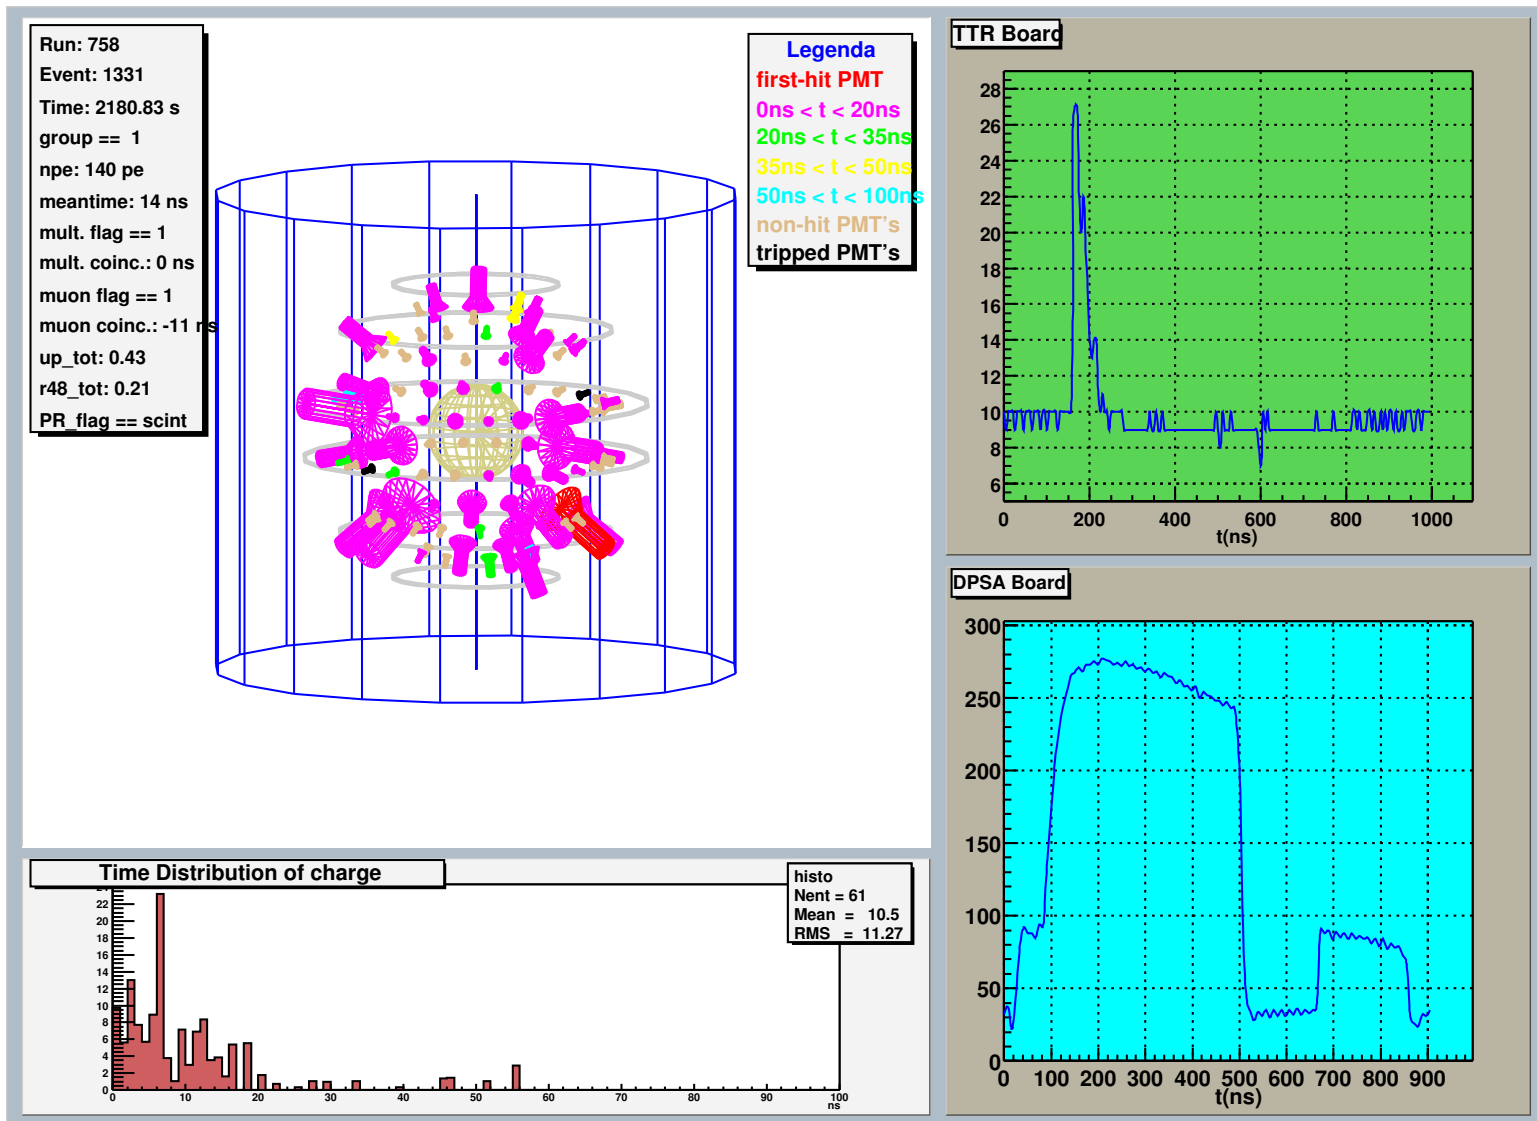 Run: 758
Event: 1331
Time: 2180.83 s
group == 1
npe: 140 pe
meantime: 14 ns
mult. flag == 1
mult. coinc.: 0 ns
muon flag == 1
muon coinc.: -11 ns
up_tot: 0.43
r48_tot: 0.21
PR_flag == scint
Legenda
first-hit PMT
0ns < t < 20ns
20ns < t < 35ns
35ns < t < 50ns
50ns < t < 100ns
non-hit PMT's
tripped PMT's
TTR Board
28
26
24
22
20
18
16
14
12
10
8
6
0 200 400 600 800 1000
t(ns)
DPSA Board
300
250
200
150
100
50
0
0 100 200 300 400 500 600 700 800 900
t(ns)
Time Distribution of charge
histo
Nent = 61
Mean = 10.5
RMS = 11.27
24
22
20
18
16
14
12
10
8
6
4
2
0
0 10 20 30 40 50 60 70 80 90 100
ns